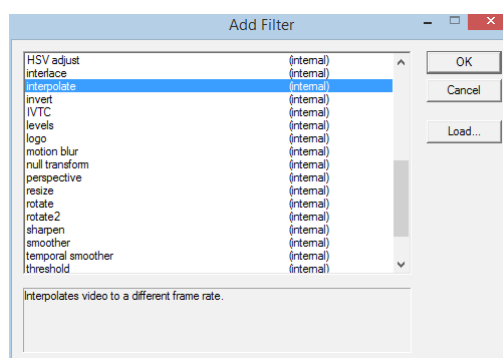 Add Filter
HSV adjust (internal)
interlace (internal)
interpolate (internal)
invert (internal)
IVTC (internal)
levels (internal)
logo (internal)
motion blur (internal)
null transform (internal)
perspective (internal)
resize (internal)
rotate (internal)
rotate2 (internal)
sharpen (internal)
smoother (internal)
temporal smoother (internal)
threshold (internal)
OK
Cancel
Load...
Interpolates video to a different frame rate.